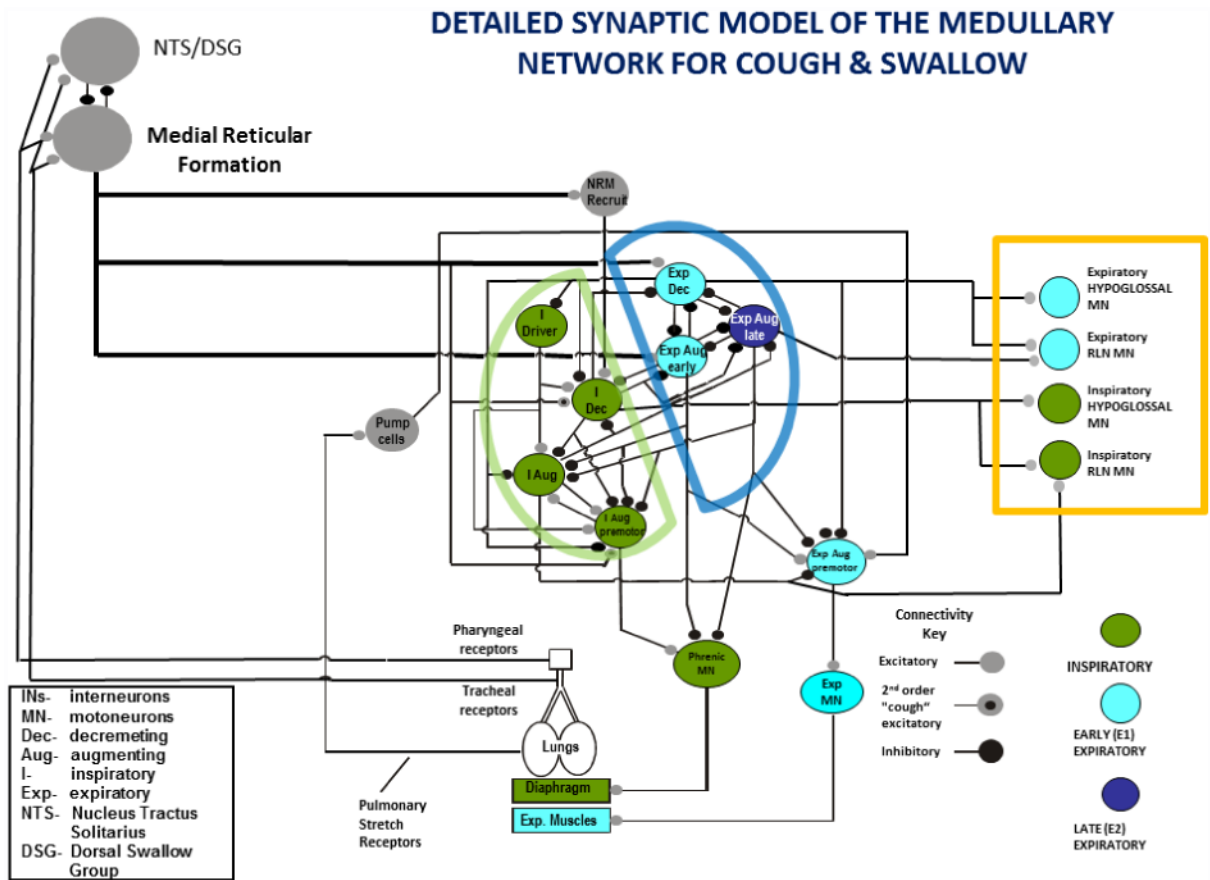 DETAILED SYNAPTIC MODEL OF THE MEDULLARY
NETWORK FOR COUGH & SWALLOW
NTS/DSG
Medial Reticular
Formation
NRM
Recruit
Exp
Dec
I
Driver
Exp Aug
late
Exp Aug
early
I
Dec
Pump
cells
I Aug
I Aug
premotor
Exp Aug
premotor
Expiratory
HYPOGLOSSAL
MN
Expiratory
RLN MN
Inspiratory
HYPOGLOSSAL
MN
Inspiratory
RLN MN
Pharyngeal
receptors
Tracheal
receptors
Lungs
Phrenic
MN
Exp
MN
Diaphragm
Exp. Muscles
Pulmonary
Stretch
Receptors
Connectivity
Key
Excitatory
2nd order
"cough"
excitatory
Inhibitory
INSPIRATORY
EARLY (E1)
EXPIRATORY
LATE (E2)
EXPIRATORY
INs- interneurons
MN- motoneurons
Dec- decremeting
Aug- augmenting
I- inspiratory
Exp- expiratory
NTS- Nucleus Tractus
Solitarius
DSG- Dorsal Swallow
Group